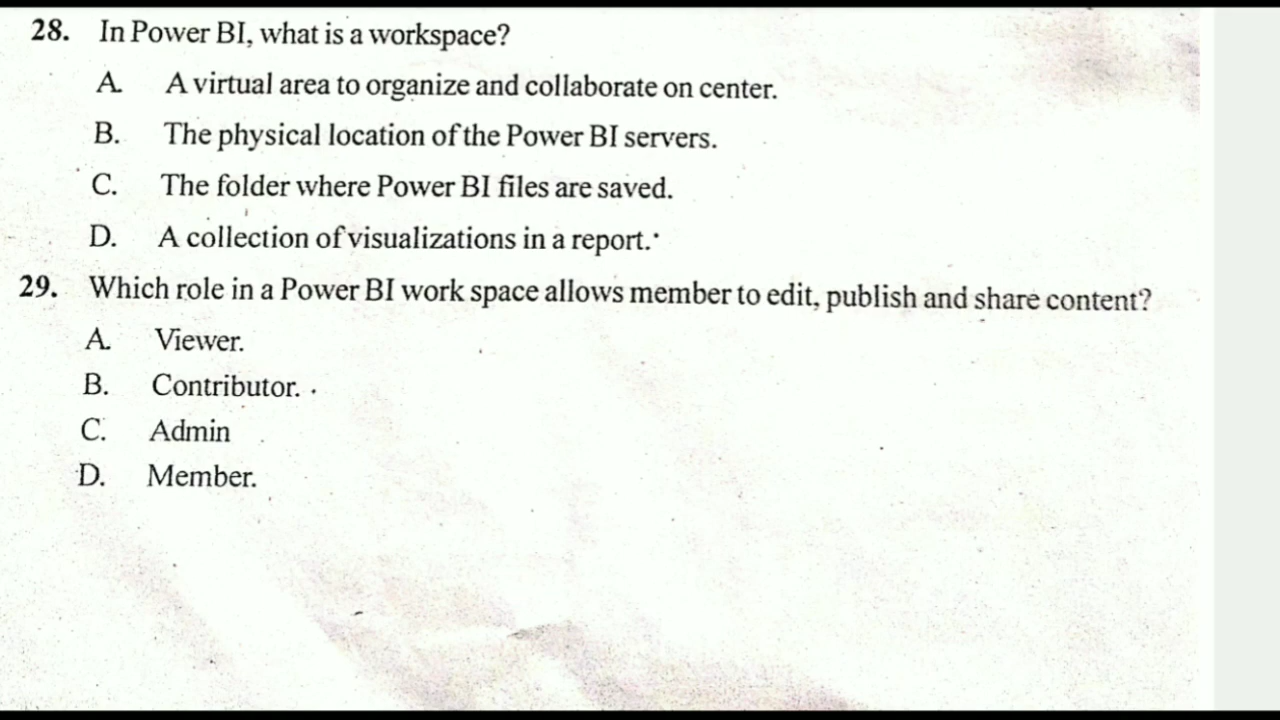 28. In Power BI, what is a workspace?
A. A virtual area to organize and collaborate on center.
B. The physical location of the Power BI servers.
C. The folder where Power BI files are saved.
D. A collection of visualizations in a report.
29. Which role in a Power BI work space allows member to edit, publish and share content?
A. Viewer.
B. Contributor.
C. Admin
D. Member.